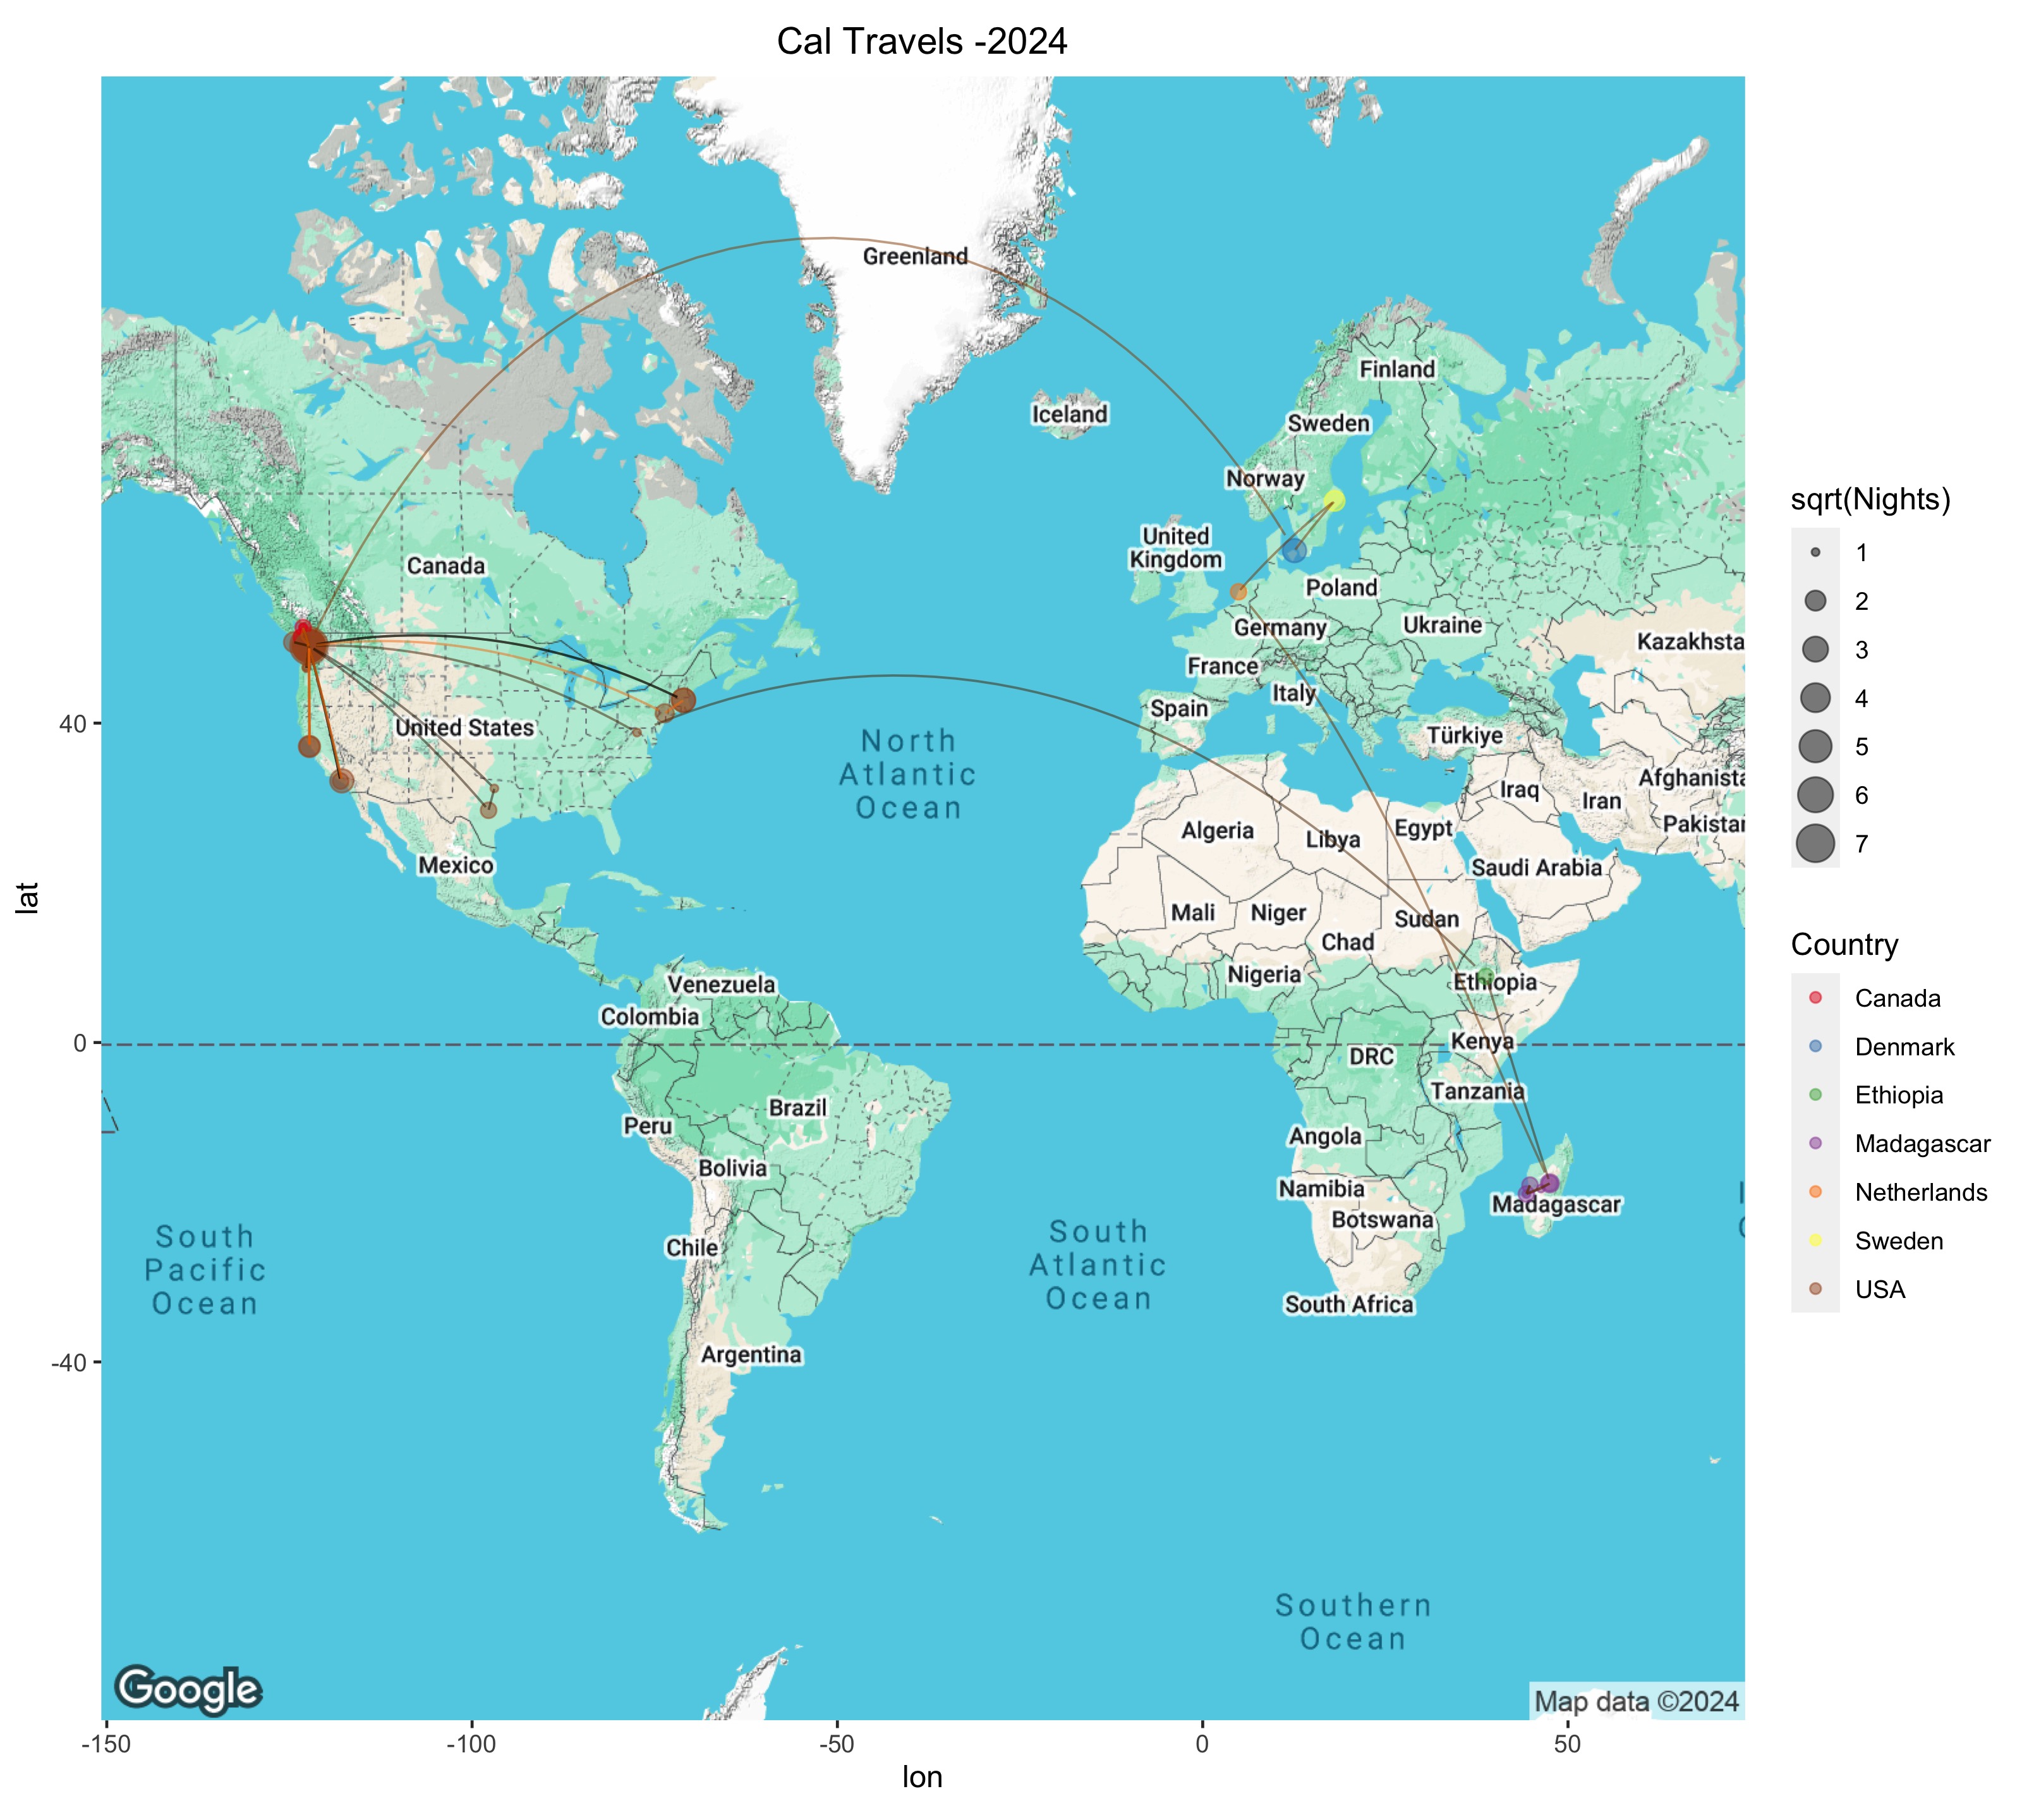 Cal Travels -2024
Greenland
Finland
Iceland
Sweden
Norway
United
Kingdom
Canada
Poland
Ukraine
Germany
Kazakhsta
France
Italy
Spain
United States
Türkiye
North
Atlantic
Ocean
Afghanista
Iraq
Iran
Pakistan
Algeria
Libya
Egypt
Saudi Arabia
Mexico
Mali
Niger
Sudan
Chad
Nigeria
Ethiopia
Venezuela
Colombia
Kenya
DRC
Tanzania
Brazil
Peru
Angola
Bolivia
Namibia
Madagascar
Botswana
South
Pacific
Ocean
Chile
South
Atlantic
Ocean
South Africa
Argentina
Southern
Ocean
Google
Map data ©2024
lat
40
0
-40
-150
-100
-50
0
50
lon
sqrt(Nights)
1
2
3
4
5
6
7
Country
Canada
Denmark
Ethiopia
Madagascar
Netherlands
Sweden
USA